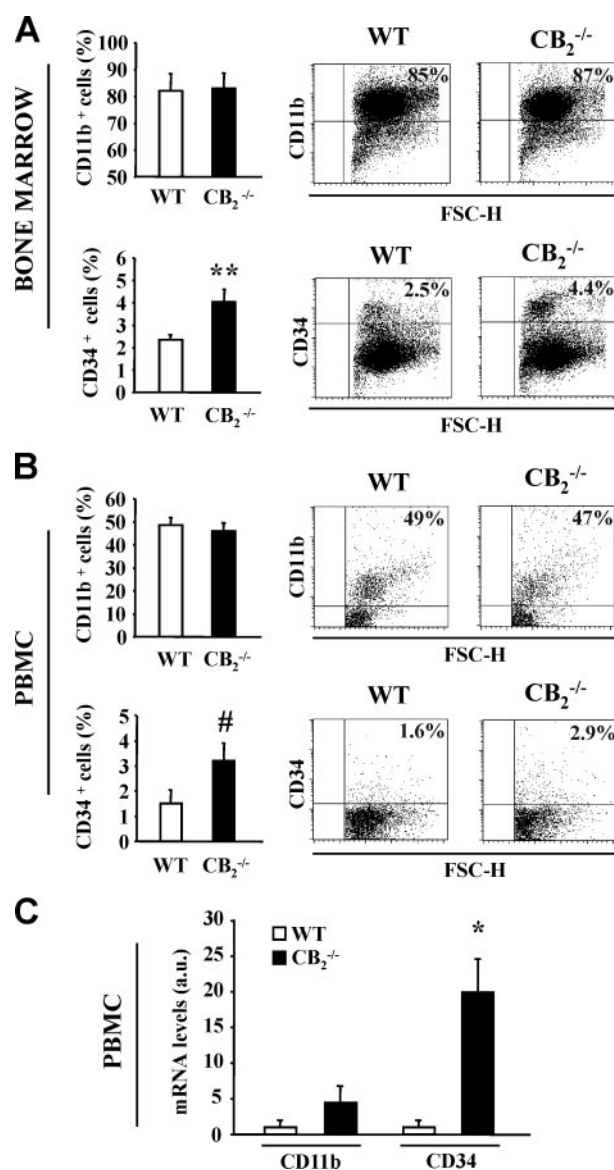 A
BONE MARROW
CD11b⁺ cells (%)
100
90
80
70
60
50
WT
CB₂⁻/⁻
WT
CB₂⁻/⁻
CD11b
85%
87%
FSC-H
CD34⁺ cells (%)
6
5
4
3
2
1
0
**
WT
CB₂⁻/⁻
WT
CB₂⁻/⁻
CD34
2.5%
4.4%
FSC-H
B
PBMC
CD11b⁺ cells (%)
60
50
40
30
20
10
0
WT
CB₂⁻/⁻
WT
CB₂⁻/⁻
CD11b
49%
47%
FSC-H
CD34⁺ cells (%)
5
4
3
2
1
0
#
WT
CB₂⁻/⁻
WT
CB₂⁻/⁻
CD34
1.6%
2.9%
FSC-H
C
PBMC
mRNA levels (a.u.)
30
25
20
15
10
5
0
WT
CB₂⁻/⁻
*
CD11b
CD34